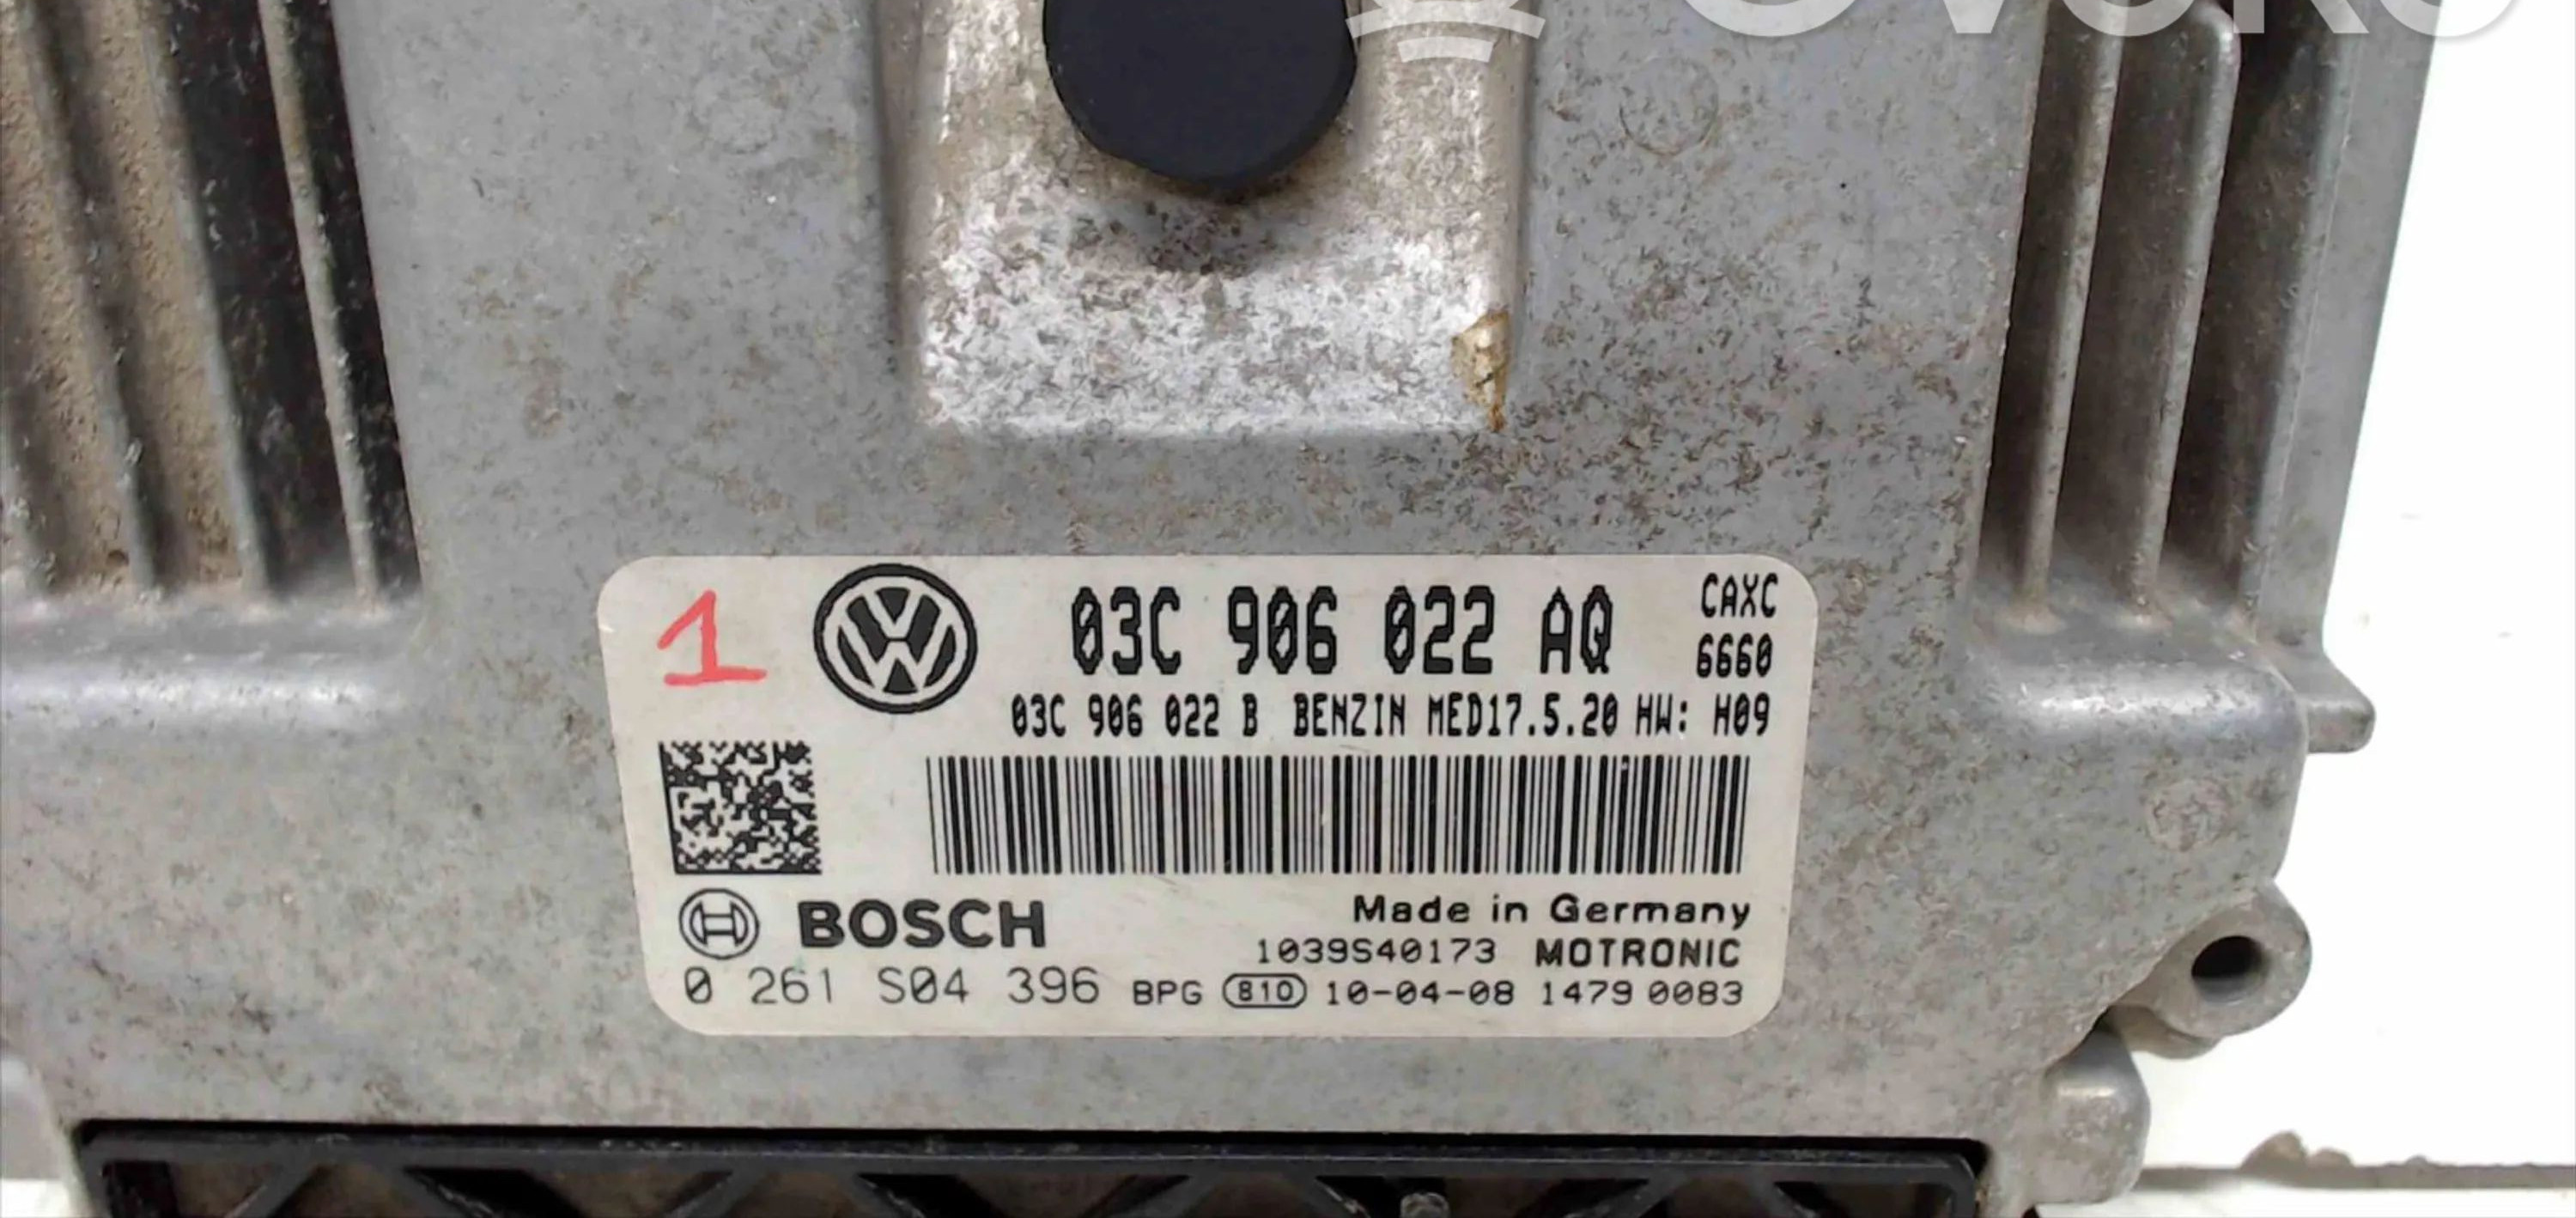 1
03C 906 022 AQ
CAXC
6660
03C 906 022 B BENZIN MED17.5.20 HW: H09
BOSCH
Made in Germany
1039S40173 MOTRONIC
0 261 S04 396 BPG 810 10-04-08 1479 0083